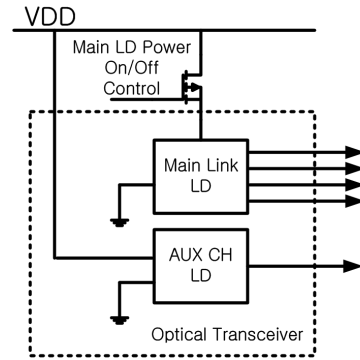 VDD
Main LD Power
On/Off
Control
Main Link
LD
AUX CH
LD
Optical Transceiver